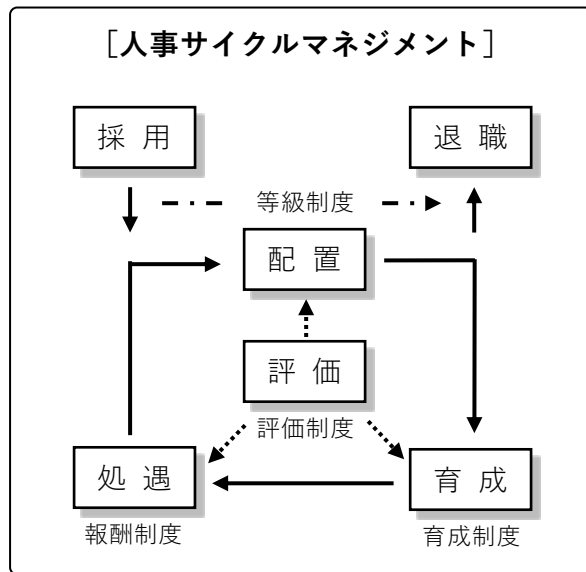 ［人事サイクルマネジメント］
採用
退職
等級制度
配置
評価
評価制度
処遇
育成
報酬制度
育成制度